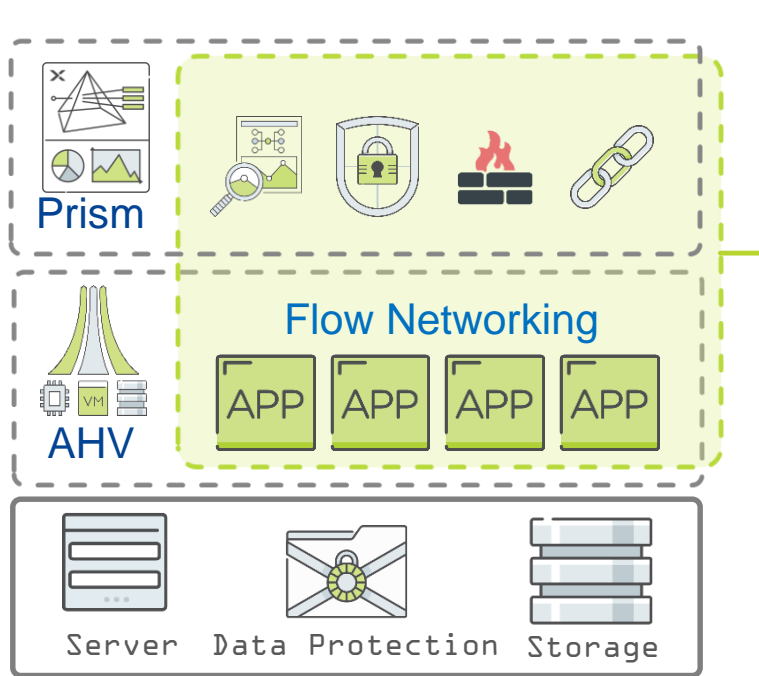 Prism
Flow Networking
APP APP APP APP
VM
AHV
Server Data Protection Storage